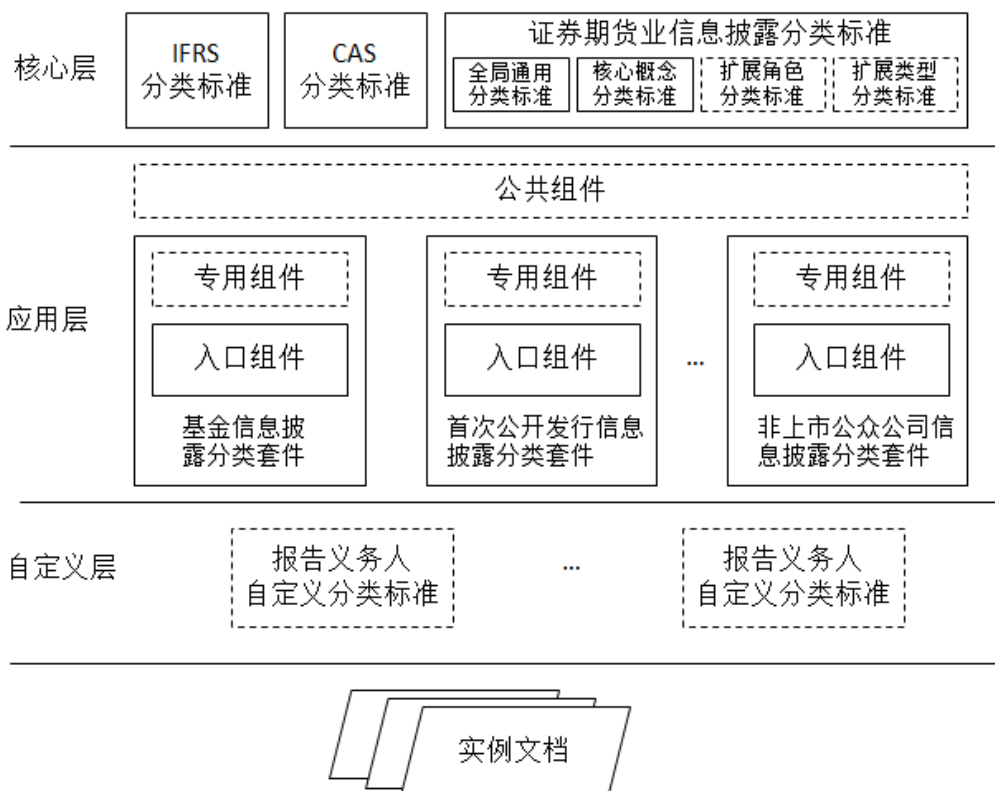 核心层
IFRS
分类标准
CAS
分类标准
证券期货业信息披露分类标准
全局通用
分类标准
核心概念
分类标准
扩展角色
分类标准
扩展类型
分类标准
应用层
公共组件
专用组件
入口组件
基金信息披
露分类套件
专用组件
入口组件
首次公开发行信息
披露分类套件
...
专用组件
入口组件
非上市公众公司信
息披露分类套件
自定义层
报告义务人
自定义分类标准
...
报告义务人
自定义分类标准
实例文档